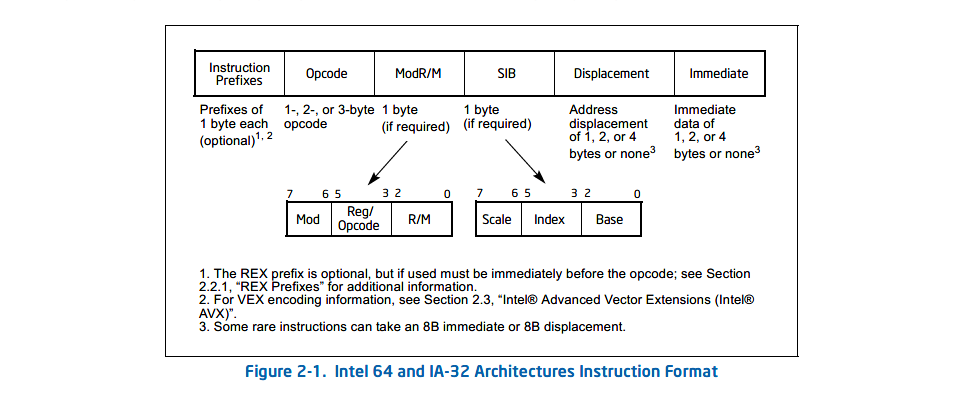 Instruction Prefixes Opcode ModR/M SIB Displacement Immediate
Prefixes of 1 byte each (optional)1, 2
1-, 2-, or 3-byte opcode
1 byte (if required)
1 byte (if required)
Address displacement of 1, 2, or 4 bytes or none3
Immediate data of 1, 2, or 4 bytes or none3
7 6 5 3 2 0
Mod Reg/Opcode R/M
7 6 5 3 2 0
Scale Index Base
1. The REX prefix is optional, but if used must be immediately before the opcode; see Section
2.2.1, “REX Prefixes” for additional information.
2. For VEX encoding information, see Section 2.3, “Intel® Advanced Vector Extensions (Intel®
AVX)”.
3. Some rare instructions can take an 8B immediate or 8B displacement.
Figure 2-1. Intel 64 and IA-32 Architectures Instruction Format